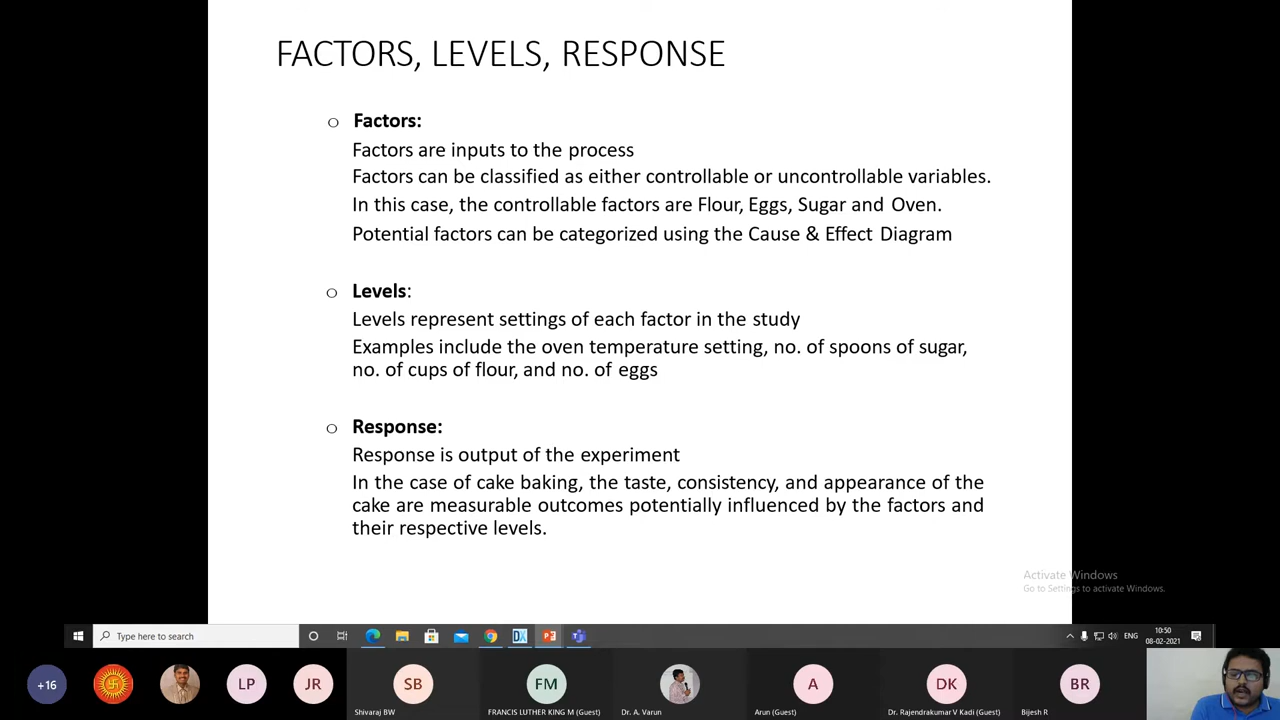 FACTORS, LEVELS, RESPONSE
o Factors:
Factors are inputs to the process
Factors can be classified as either controllable or uncontrollable variables.
In this case, the controllable factors are Flour, Eggs, Sugar and Oven.
Potential factors can be categorized using the Cause & Effect Diagram
o Levels:
Levels represent settings of each factor in the study
Examples include the oven temperature setting, no. of spoons of sugar,
no. of cups of flour, and no. of eggs
o Response:
Response is output of the experiment
In the case of cake baking, the taste, consistency, and appearance of the
cake are measurable outcomes potentially influenced by the factors and
their respective levels.
Activate Windows
Go to Settings to activate Windows.
Type here to search
DX
ENG
10:50
08-02-2021
+16
LP
JR
SB
FM
A
DK
BR
Shivaraj BW
FRANCIS LUTHER KING M (Guest)
Dr. A. Varun
Arun (Guest)
Dr. Rajendrakumar V Kadi (Guest)
Bijesh R